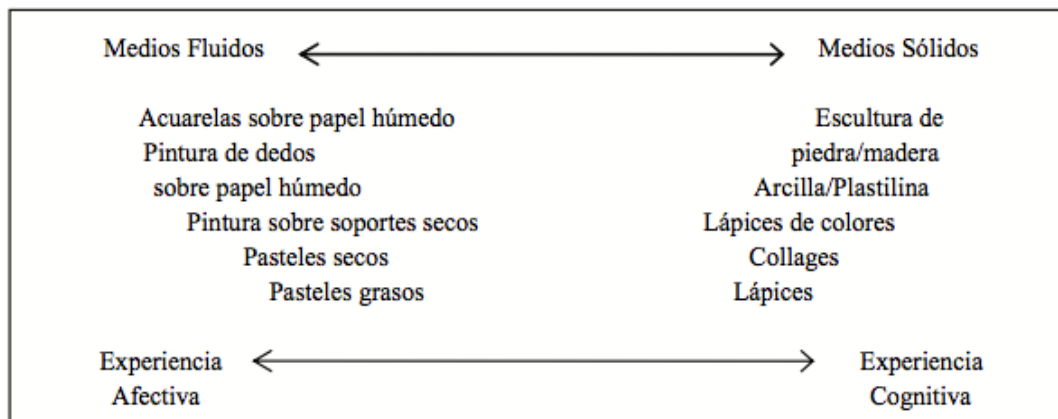 Medios Fluidos Medios Sólidos
Acuarelas sobre papel húmedo Escultura de
Pintura de dedos piedra/madera
sobre papel húmedo Arcilla/Plastilina
Pintura sobre soportes secos Lápices de colores
Pasteles secos Collages
Pasteles grasos Lápices
Experiencia Experiencia
Afectiva Cognitiva